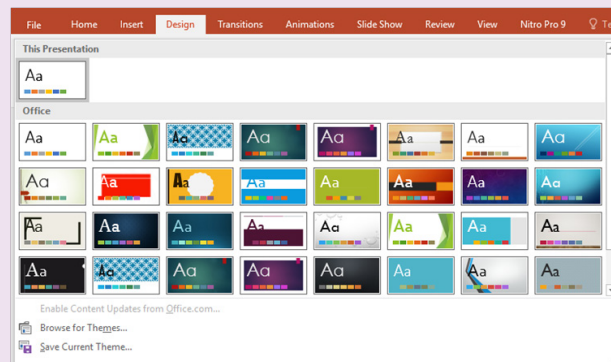 File Home Insert Design Transitions Animations Slide Show Review View Nitro Pro 9
This Presentation
Aa
Office
Aa Aa Aa Aa Aa Aa Aa Aa
Aa Aa Aa Aa Aa Aa Aa Aa
Aa Aa Aa Aa Aa Aa Aa Aa
Aa Aa Aa Aa Aa Aa Aa Aa
Enable Content Updates from Office.com...
Browse for Themes...
Save Current Theme...